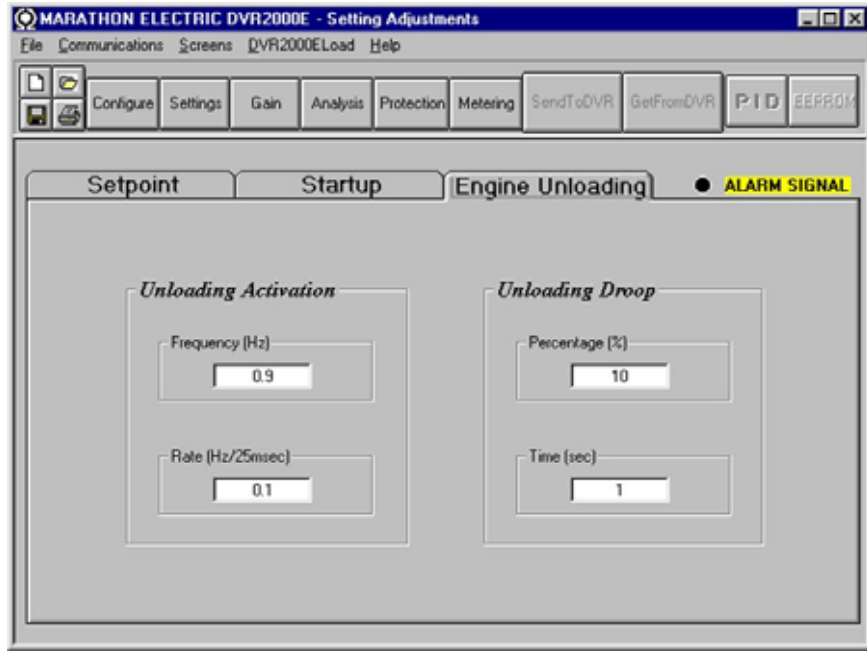 MARATHON ELECTRIC DVR2000E - Setting Adjustments
File Communications Screens DVR2000ELoad Help
Configure Settings Gain Analysis Protection Metering SendToDVR GetFromDVR PID EEPROM
Setpoint Startup Engine Unloading ALARM SIGNAL
Unloading Activation
Frequency (Hz)
0.9
Rate (Hz/25msec)
0.1
Unloading Droop
Percentage (%)
10
Time (sec)
1